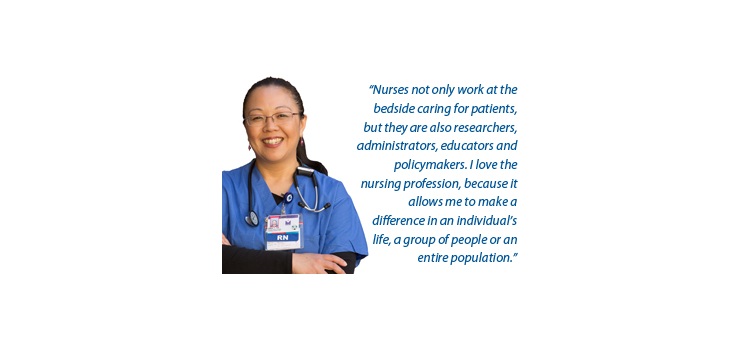 “Nurses not only work at the
bedside caring for patients,
but they are also researchers,
administrators, educators and
policymakers. I love the
nursing profession, because it
allows me to make a
difference in an individual’s
life, a group of people or an
entire population.”
RN